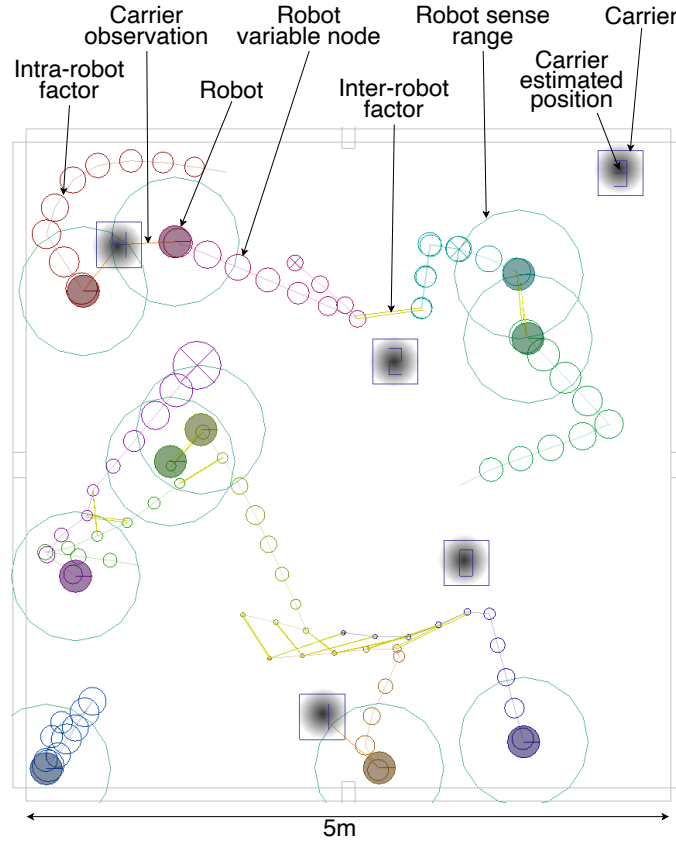 Carrier
observation
Robot
variable node
Robot sense
range
Carrier
Intra-robot
factor
Robot
Inter-robot
factor
Carrier
estimated
position
5m